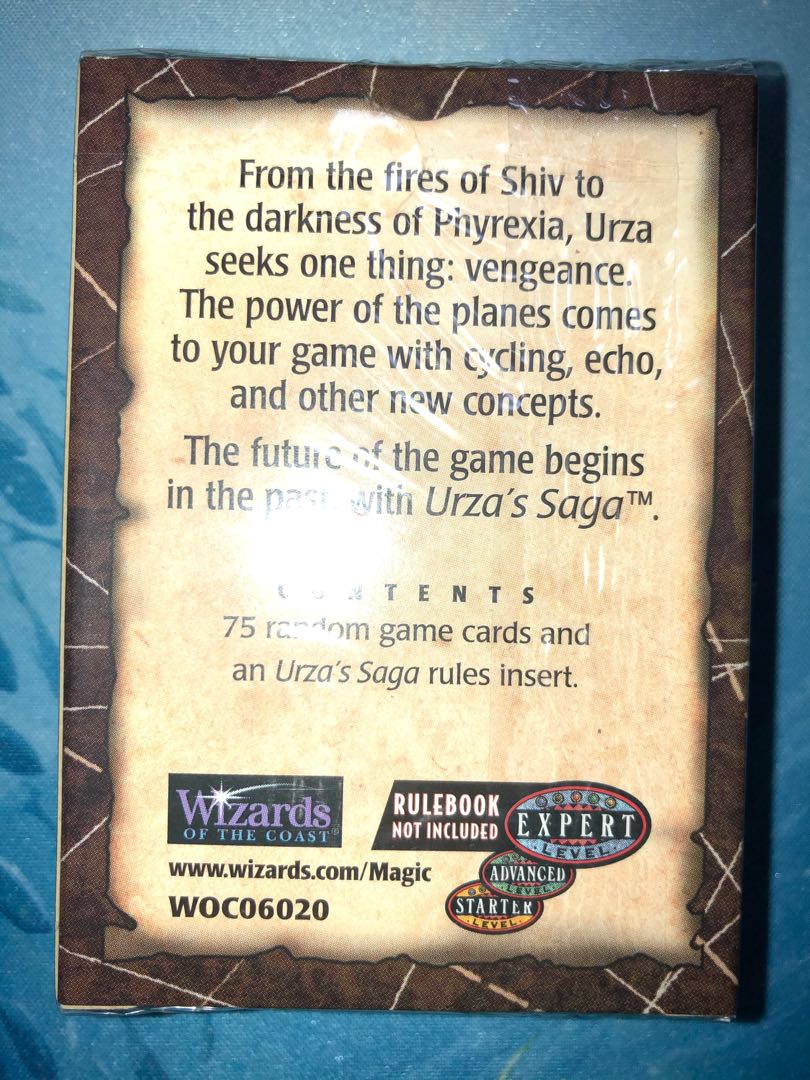 From the fires of Shiv to
the darkness of Phyrexia, Urza
seeks one thing: vengeance.
The power of the planes comes
to your game with cycling, echo,
and other new concepts.
The future of the game begins
in the past with Urza's Saga™.
CONTENTS
75 random game cards and
an Urza's Saga rules insert.
Wizards
OF THE COAST®
RULEBOOK
NOT INCLUDED
EXPERT
LEVEL
ADVANCED
LEVEL
STARTER
LEVEL
www.wizards.com/Magic
WOC06020